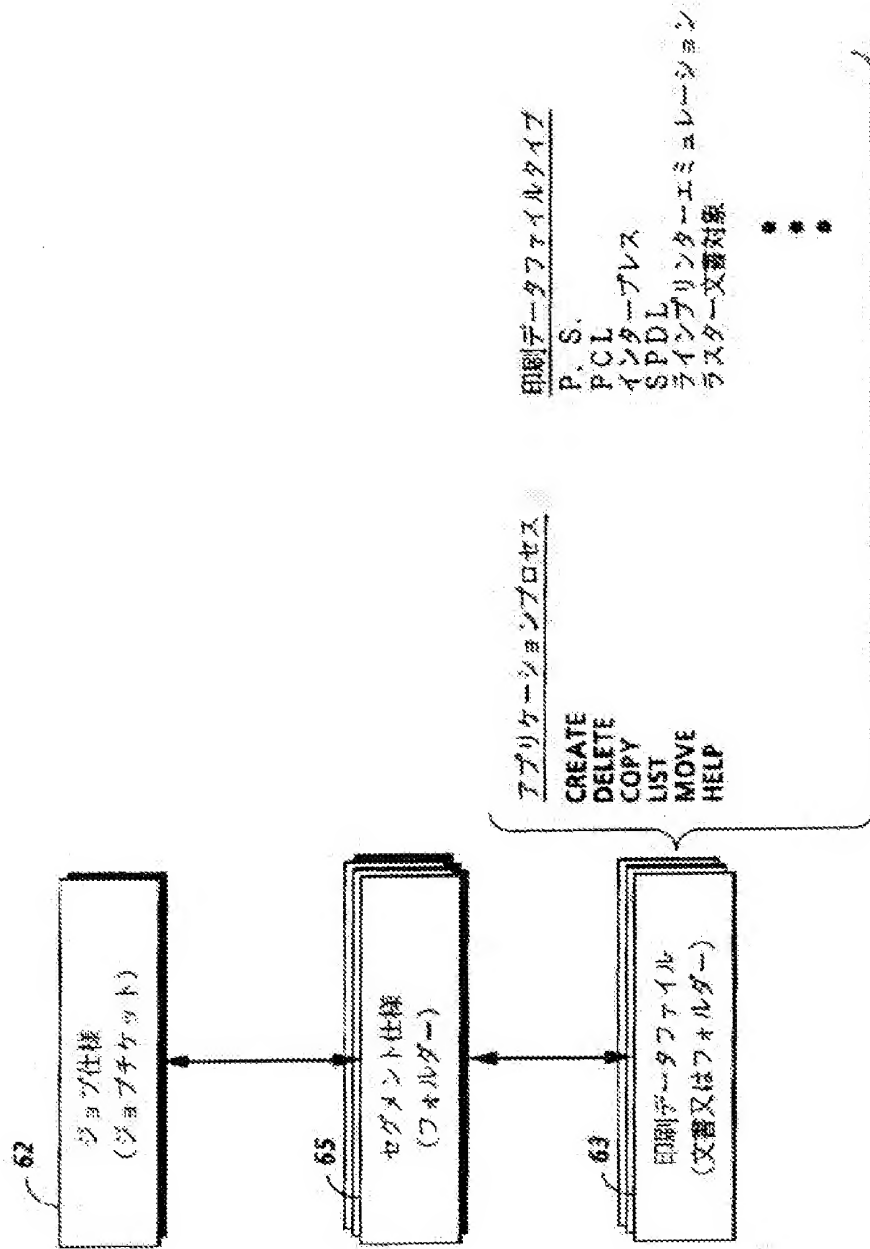 62
ジョブ仕様
(ジョブチケット)
65
セグメント仕様
(フォルダー)
63
印刷データファイル
(文書又はフォルダー)
アプリケーションプロセス
CREATE
DELETE
COPY
LIST
MOVE
HELP
印刷データファイルタイプ
P. S.
PCL
インタープレス
SPDL
ラインプリンターエミュレーション
ラスター文書対象